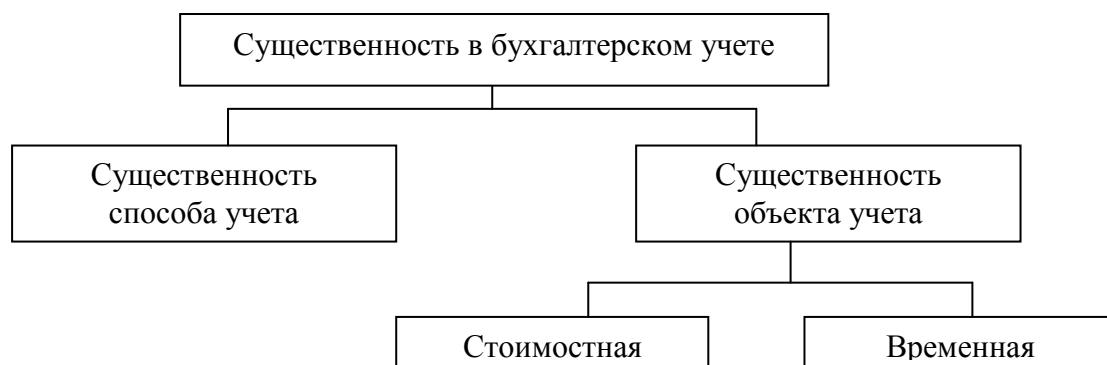 Существенность в бухгалтерском учете
Существенность
способа учета
Существенность
объекта учета
Стоимостная
Временная